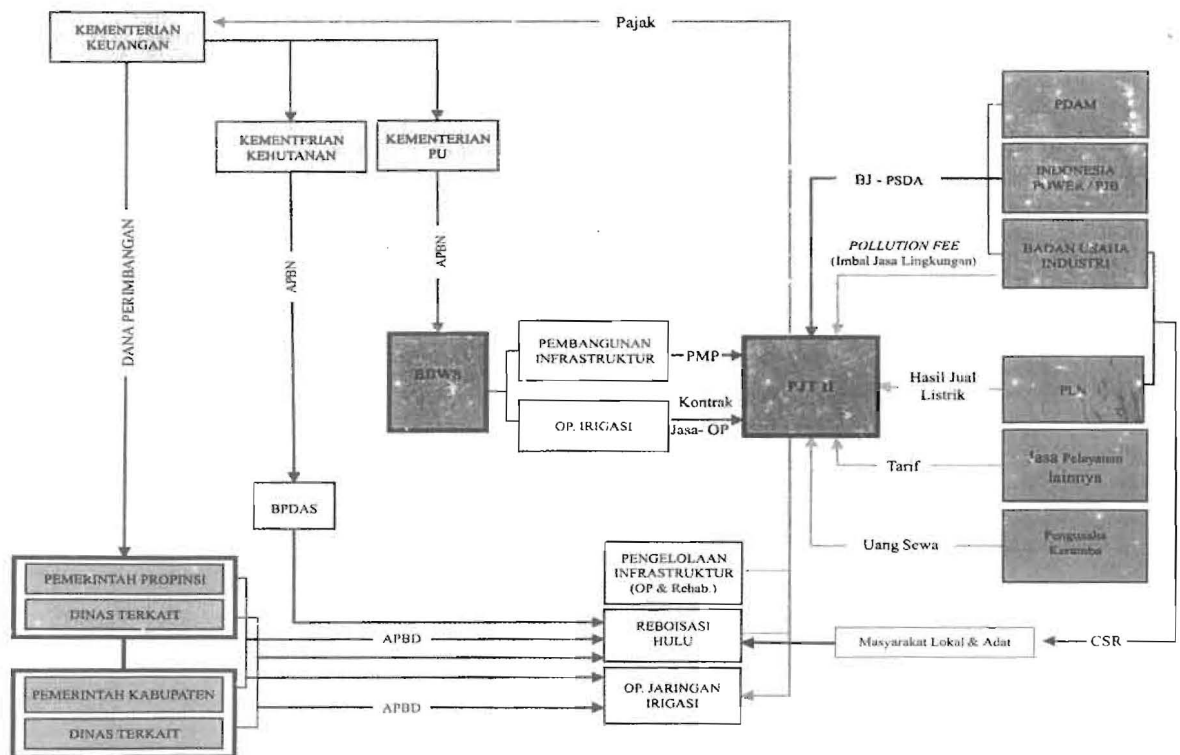 Pajak
KEMENTERIAN
KEUANGAN
PDAM
KEMENTERIAN
KEHUTANAN
KEMENTERIAN
PU
BJ - PSDA
INDONESIA
POWER / PJB
DANA PERIMBANGAN
APBN
APBN
POLLUTION FEE
(Imbal Jasa Lingkungan)
BADAN USAHA
INDUSTRI
PEMBANGUNAN
INFRASTRUKTUR
PMP
BBWS
PJT II
Hasil Jual
Listrik
PLN
Kontrak
Jasa- OP
OP. IRIGASI
Tarif
Jasa Pelayanan
lainnya
BPDAS
Uang Sewa
Pengusaha
Keramba
PEMERINTAH PROPINSI
DINAS TERKAIT
PENGELOLAAN
INFRASTRUKTUR
(OP & Rehab.)
APBD
REBOISASI
HULU
Masyarakat Lokal & Adat
CSR
PEMERINTAH KABUPATEN
DINAS TERKAIT
APBD
OP. JARINGAN
IRIGASI